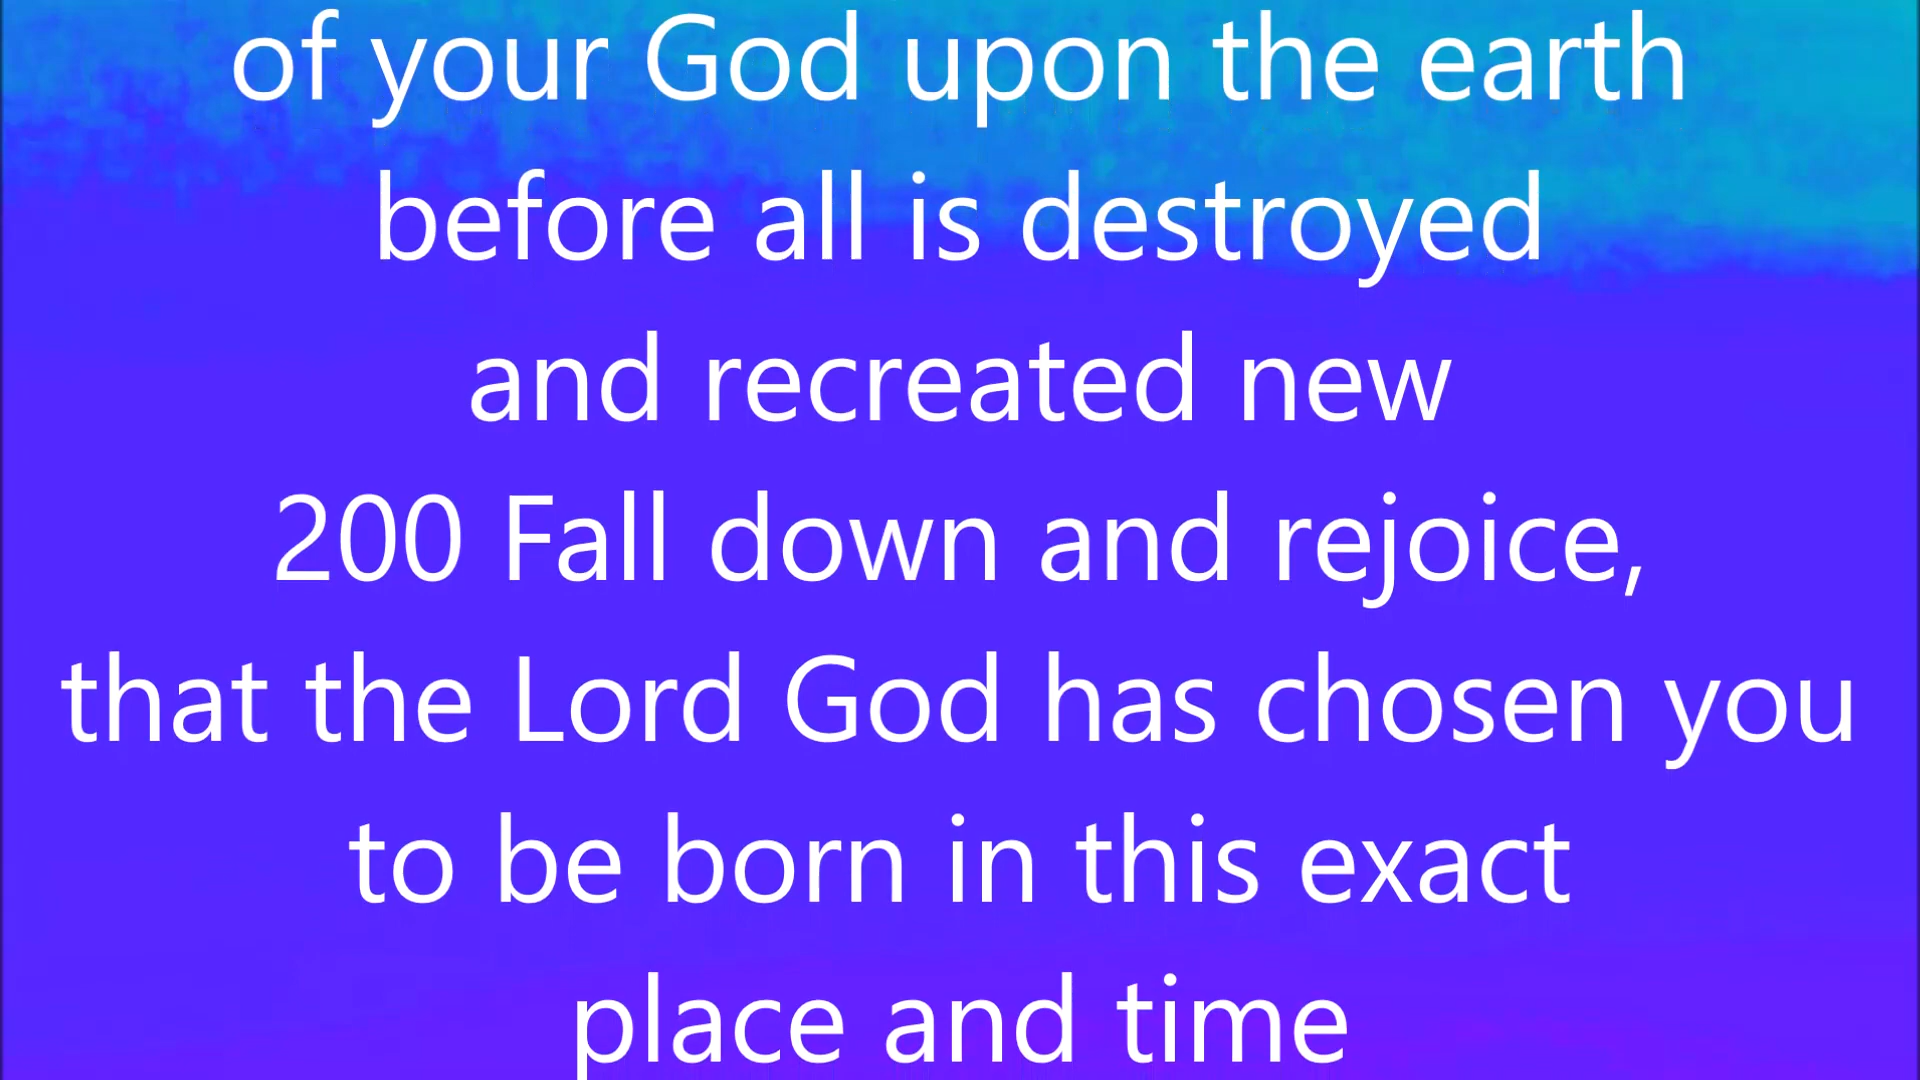 of your God upon the earth
before all is destroyed
and recreated new
200 Fall down and rejoice,
that the Lord God has chosen you
to be born in this exact
place and time